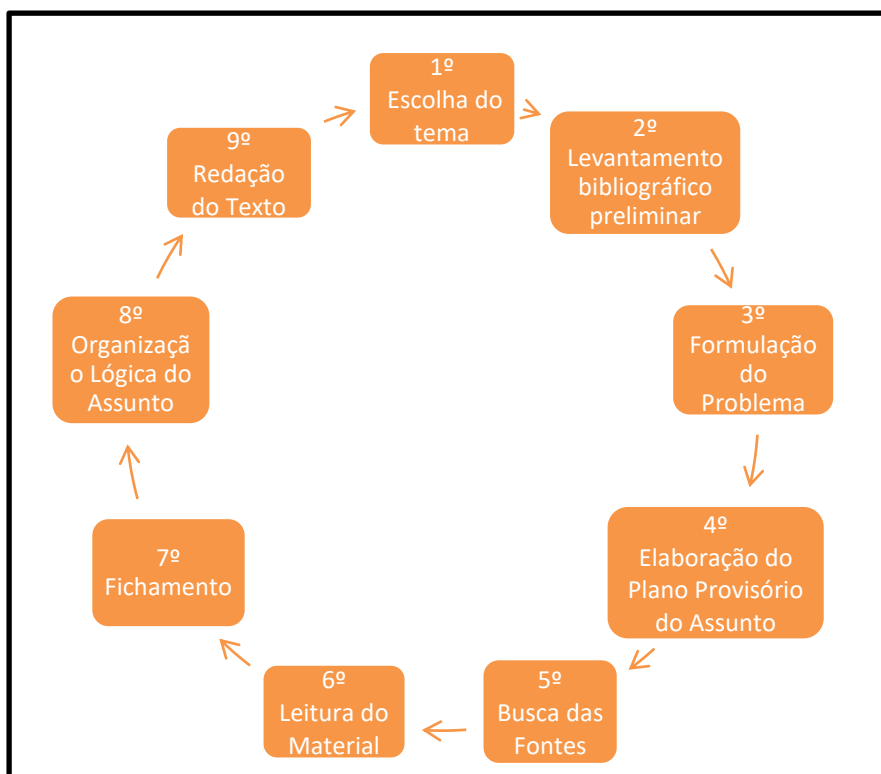 1º
Escolha do
tema
2º
Levantamento
bibliográfico
preliminar
3º
Formulação
do
Problema
4º
Elaboração do
Plano Provisório
do Assunto
5º
Busca das
Fontes
6º
Leitura do
Material
7º
Fichamento
8º
Organizaçã
o Lógica do
Assunto
9º
Redação
do Texto